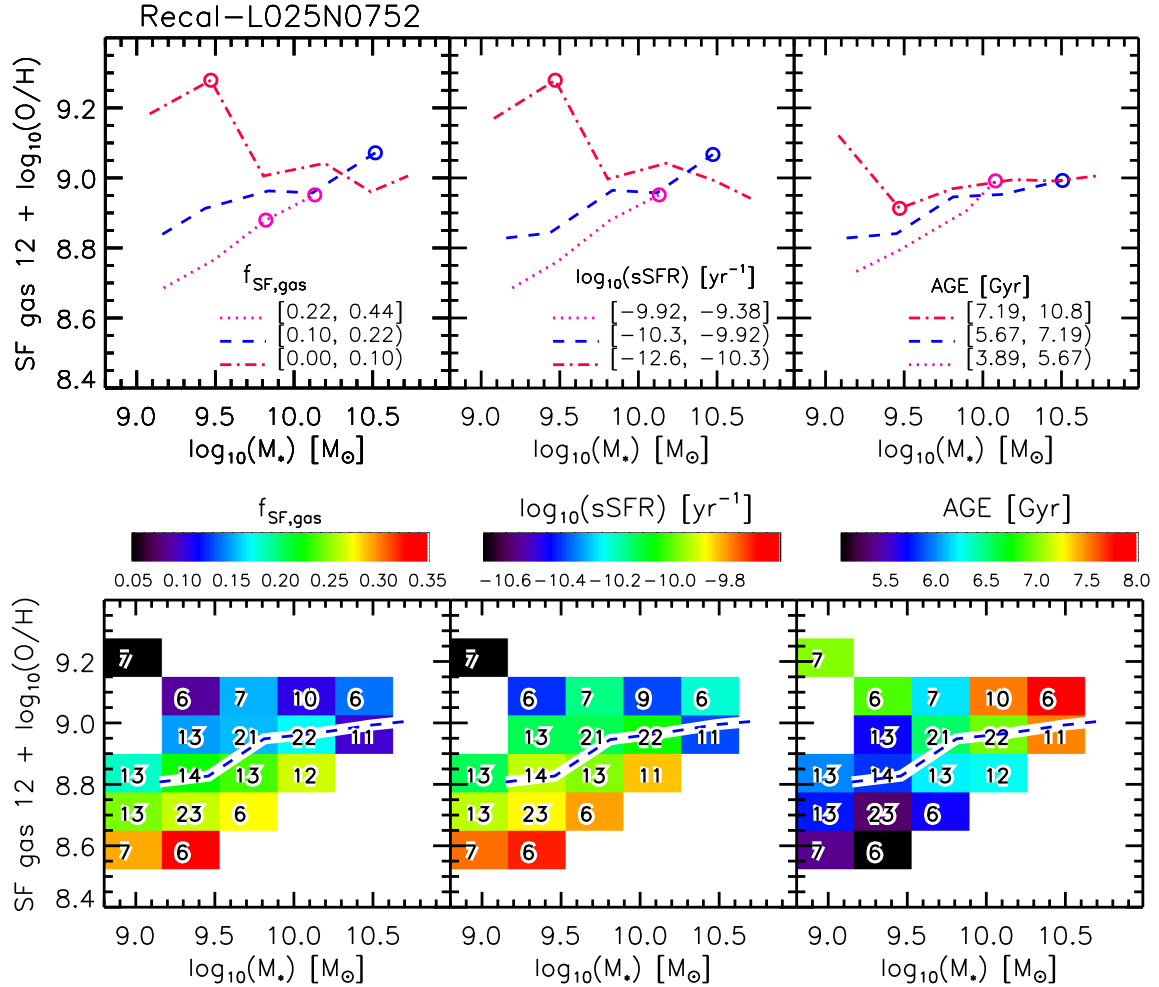 Recal−L025N0752
SF gas 12 + log10(O/H)
9.2
9.0
8.8
8.6
8.4
f_SF,gas
[0.22, 0.44]
[0.10, 0.22)
[0.00, 0.10)
log10(sSFR) [yr−1]
[−9.92, −9.38]
[−10.3, −9.92)
[−12.6, −10.3)
AGE [Gyr]
[7.19, 10.8]
[5.67, 7.19)
[3.89, 5.67)
9.0 9.5 10.0 10.5
9.0 9.5 10.0 10.5
9.0 9.5 10.0 10.5
log10(M*) [M⊙]
log10(M*) [M⊙]
log10(M*) [M⊙]
f_SF,gas
log10(sSFR) [yr−1]
AGE [Gyr]
0.05 0.10 0.15 0.20 0.25 0.30 0.35
−10.6 −10.4 −10.2 −10.0 −9.8
5.5 6.0 6.5 7.0 7.5 8.0
SF gas 12 + log10(O/H)
9.2
9.0
8.8
8.6
8.4
7
6 7 10 6
13 21 22 11
13 14 13 12
13 23 6
7 6
7
6 7 9 6
13 21 22 11
13 14 13 11
13 23 6
7 6
7
6 7 10 6
13 21 22 11
13 14 13 12
13 23 6
7 6
9.0 9.5 10.0 10.5
9.0 9.5 10.0 10.5
9.0 9.5 10.0 10.5
log10(M*) [M⊙]
log10(M*) [M⊙]
log10(M*) [M⊙]